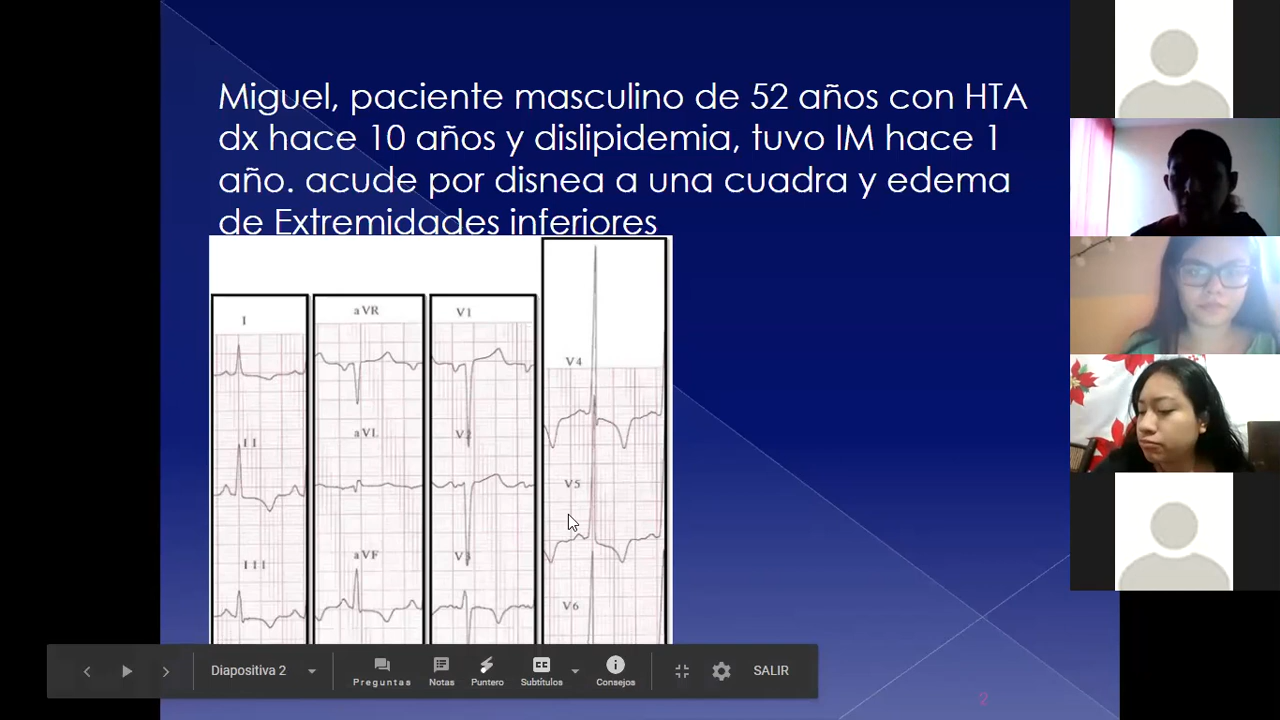 Miguel, paciente masculino de 52 años con HTA
dx hace 10 años y dislipidemia, tuvo IM hace 1
año. acude por disnea a una cuadra y edema
de Extremidades inferiores
I
aVR
V1
V4
II
aVL
V2
V5
III
aVF
V3
V6
Diapositiva 2
Preguntas
Notas
Puntero
Subtítulos
Consejos
SALIR
2